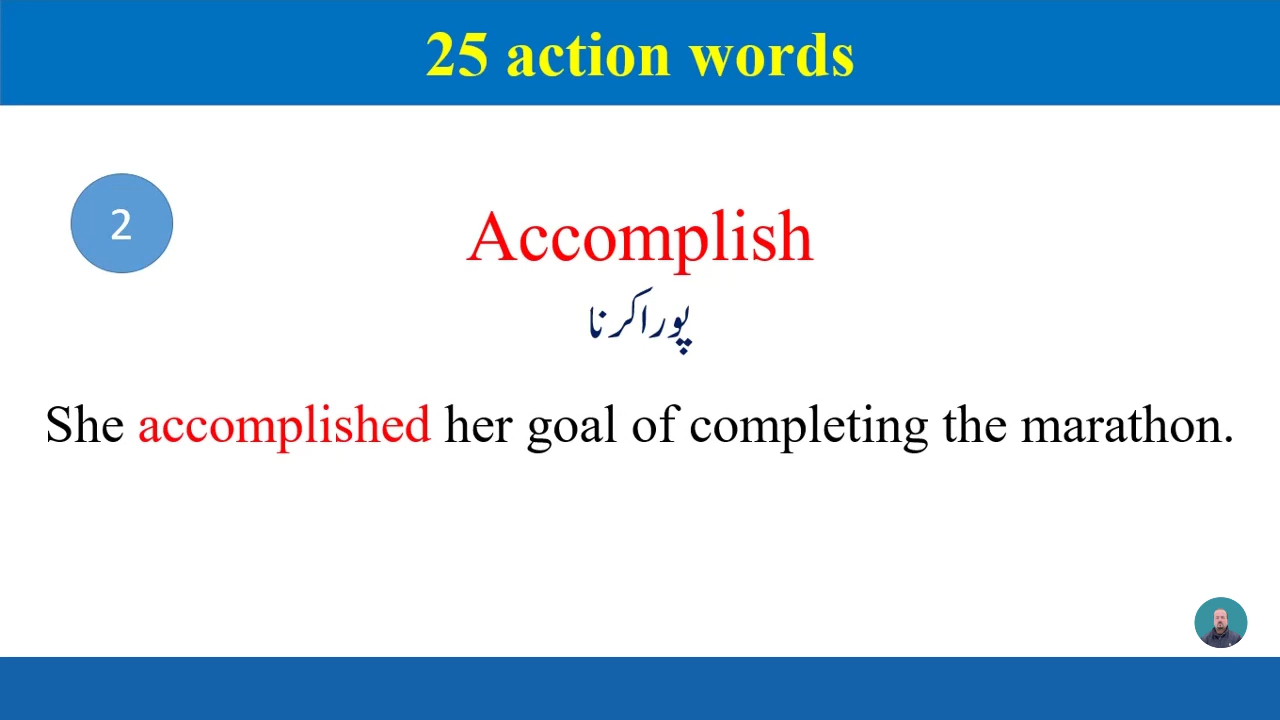 25 action words
2
Accomplish
پورا کرنا
She accomplished her goal of completing the marathon.